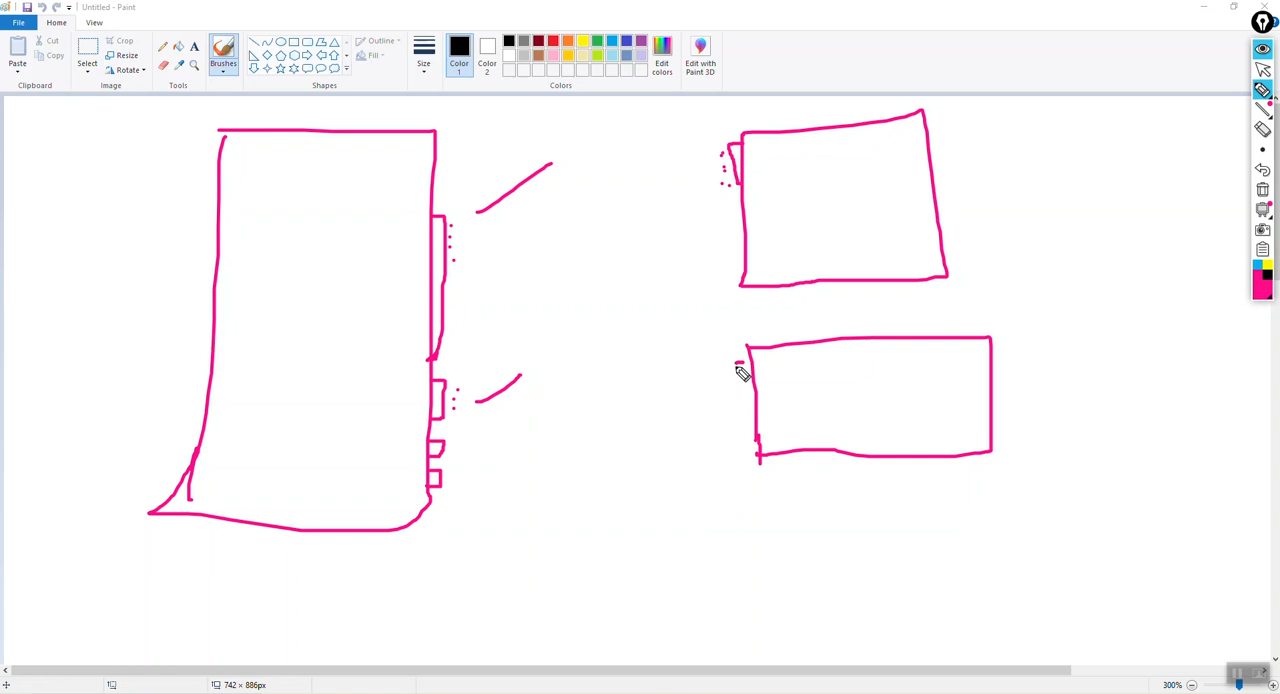 Untitled - Paint
File
Home
View
Paste
Cut
Copy
Clipboard
Select
Crop
Resize
Rotate
Image
A
Tools
Brushes
Outline
Fill
Shapes
Size
Color
1
Color
2
Edit
colors
Edit with
Paint 3D
Colors
742 × 886px
300%